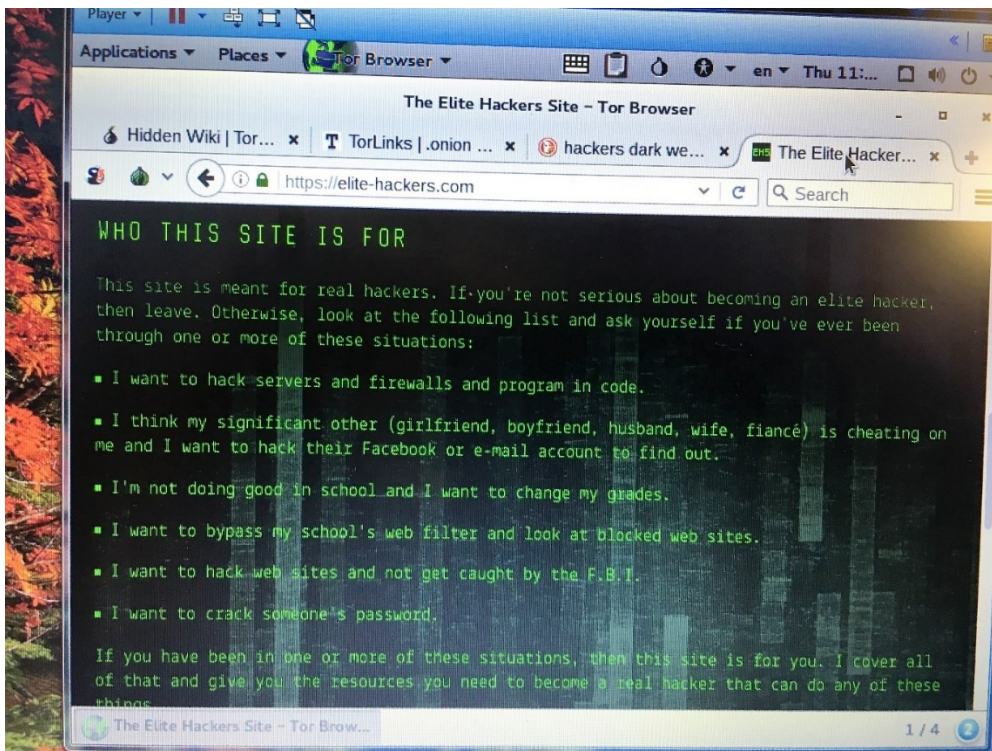 Player
Applications Places Tor Browser en Thu 11:...
The Elite Hackers Site – Tor Browser
Hidden Wiki | Tor... TorLinks | .onion ... hackers dark we... EHS The Elite Hacker...
https://elite-hackers.com Search
WHO THIS SITE IS FOR
This site is meant for real hackers. If you're not serious about becoming an elite hacker,
then leave. Otherwise, look at the following list and ask yourself if you've ever been
through one or more of these situations:
▪ I want to hack servers and firewalls and program in code.
▪ I think my significant other (girlfriend, boyfriend, husband, wife, fiancé) is cheating on
me and I want to hack their Facebook or e-mail account to find out.
▪ I'm not doing good in school and I want to change my grades.
▪ I want to bypass my school's web filter and look at blocked web sites.
▪ I want to hack web sites and not get caught by the F.B.I.
▪ I want to crack someone's password.
If you have been in one or more of these situations, then this site is for you. I cover all
of that and give you the resources you need to become a real hacker that can do any of these
things
The Elite Hackers Site – Tor Brow... 1 / 4 2